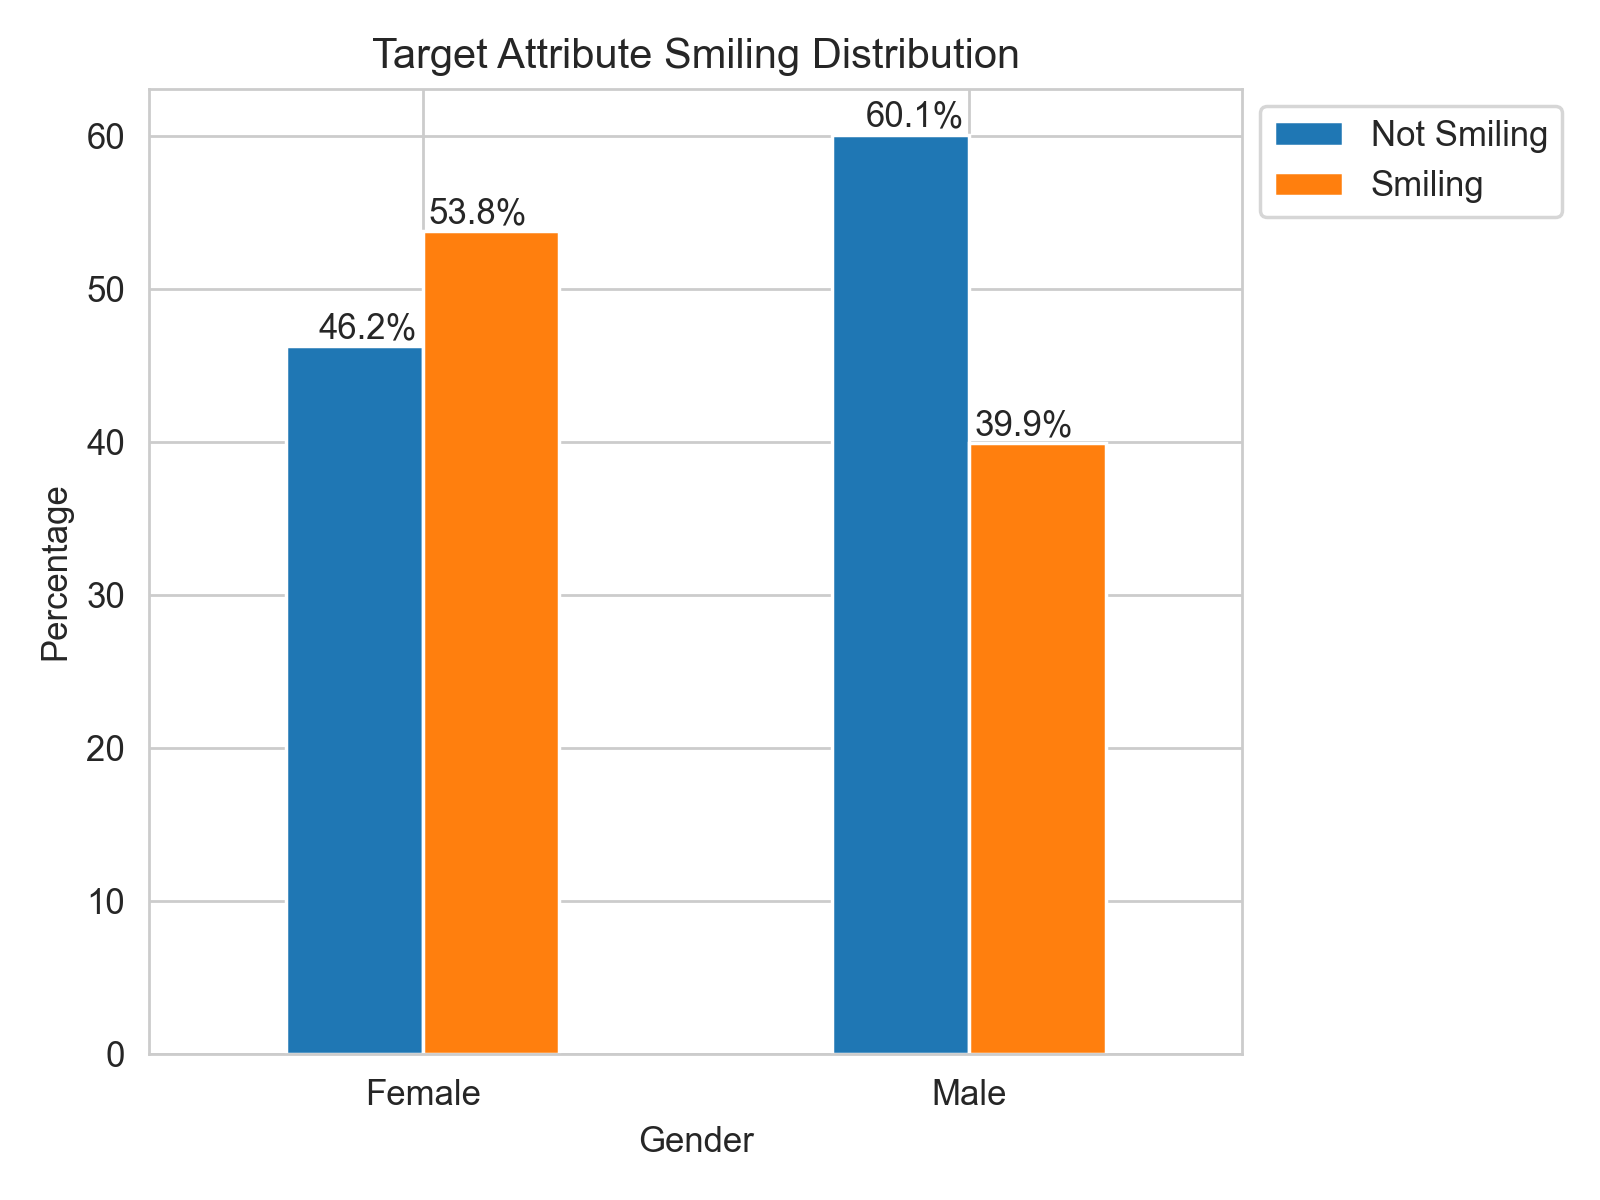 Target Attribute Smiling Distribution
Not Smiling
Smiling
60.1%
53.8%
46.2%
39.9%
60
50
40
30
20
10
0
Percentage
Female
Male
Gender